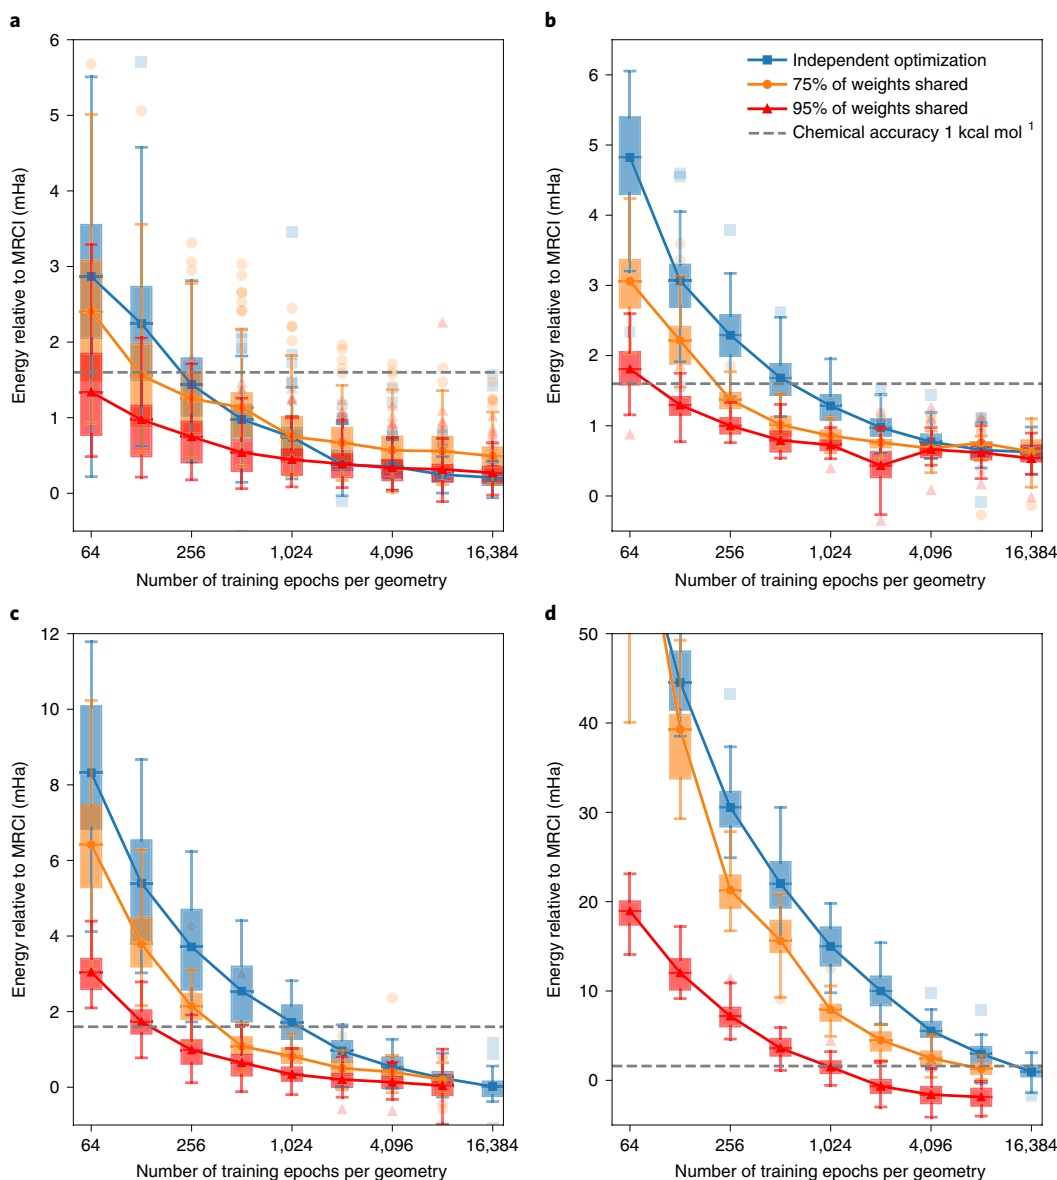 a
6
5
4
3
2
1
0
Energy relative to MRCI (mHa)
64
256
1,024
4,096
16,384
Number of training epochs per geometry
b
6
5
4
3
2
1
0
Energy relative to MRCI (mHa)
Independent optimization
75% of weights shared
95% of weights shared
Chemical accuracy 1 kcal mol 1
64
256
1,024
4,096
16,384
Number of training epochs per geometry
c
12
10
8
6
4
2
0
Energy relative to MRCI (mHa)
64
256
1,024
4,096
16,384
Number of training epochs per geometry
d
50
40
30
20
10
0
Energy relative to MRCI (mHa)
64
256
1,024
4,096
16,384
Number of training epochs per geometry